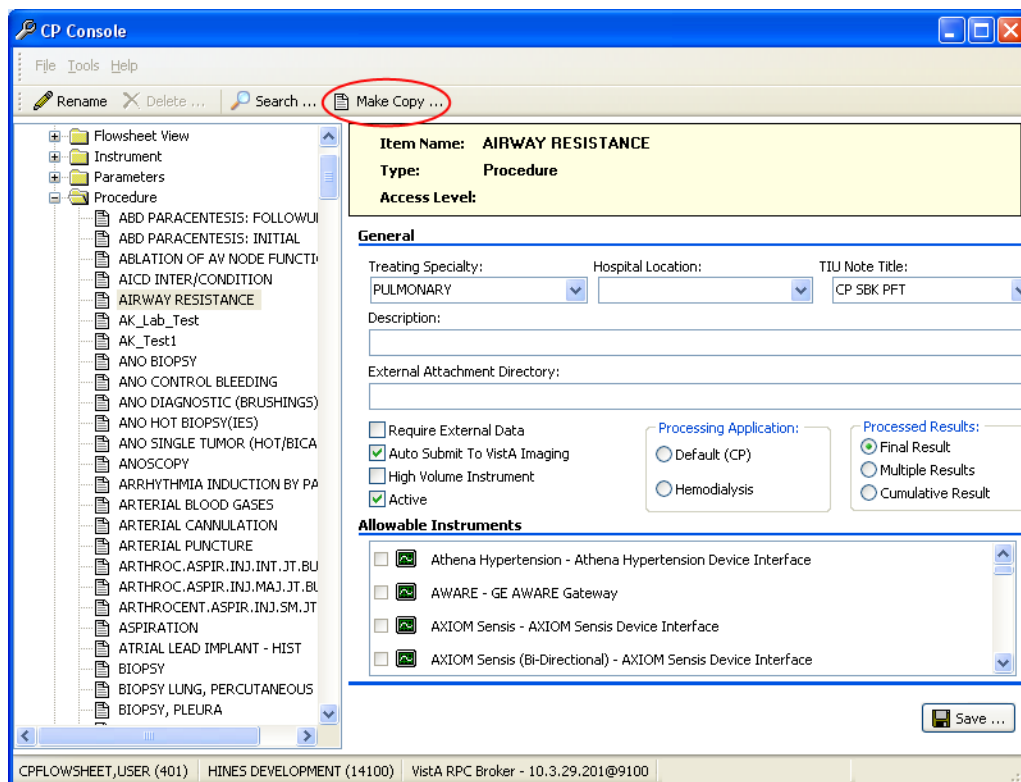 CP Console
File Tools Help
Rename Delete ... Search ... Make Copy ...
Flowsheet View
Instrument
Parameters
Procedure
ABD PARACENTESIS: FOLLOWUI
ABD PARACENTESIS: INITIAL
ABLATION OF AV NODE FUNCTI
AICD INTER/CONDITION
AIRWAY RESISTANCE
AK_Lab_Test
AK_Test1
ANO BIOPSY
ANO CONTROL BLEEDING
ANO DIAGNOSTIC (BRUSHINGS)
ANO HOT BIOPSY(IES)
ANO SINGLE TUMOR (HOT/BICA
ANOSCOPY
ARRHYTHMIA INDUCTION BY PA
ARTERIAL BLOOD GASES
ARTERIAL CANNULATION
ARTERIAL PUNCTURE
ARTHROC.ASPIR.INJ.INT.JT.BU
ARTHROC.ASPIR.INJ.MAJ.JT.BU
ARTHROCENT.ASPIR.INJ.SM.JT
ASPIRATION
ATRIAL LEAD IMPLANT - HIST
BIOPSY
BIOPSY LUNG, PERCUTANEOUS
BIOPSY, PLEURA
Item Name: AIRWAY RESISTANCE
Type: Procedure
Access Level:
General
Treating Specialty: Hospital Location: TIU Note Title:
PULMONARY CP SBK PFT
Description:
External Attachment Directory:
Require External Data
Auto Submit To VistA Imaging
High Volume Instrument
Active
Processing Application:
Default (CP)
Hemodialysis
Processed Results:
Final Result
Multiple Results
Cumulative Result
Allowable Instruments
Athena Hypertension - Athena Hypertension Device Interface
AWARE - GE AWARE Gateway
AXIOM Sensis - AXIOM Sensis Device Interface
AXIOM Sensis (Bi-Directional) - AXIOM Sensis Device Interface
Save ...
CPFLOWSHEET,USER (401) HINES DEVELOPMENT (14100) VistA RPC Broker - 10.3.29.201@9100